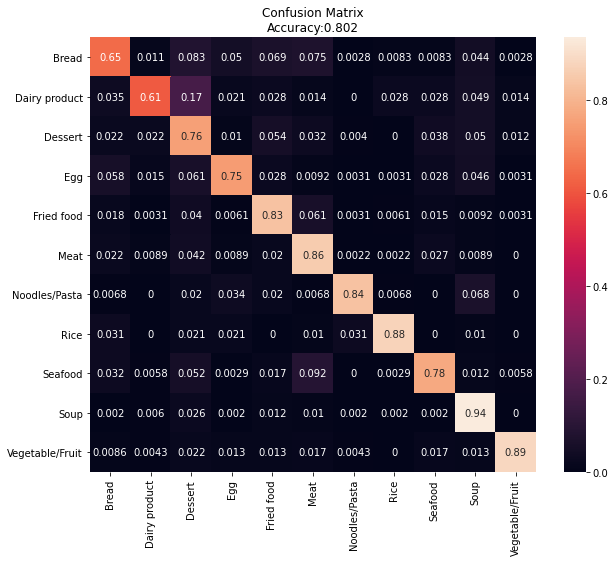 Confusion Matrix
Accuracy:0.802
Bread 0.65 0.011 0.083 0.05 0.069 0.075 0.0028 0.0083 0.0083 0.044 0.0028
0.8
Dairy product 0.035 0.61 0.17 0.021 0.028 0.014 0 0.028 0.028 0.049 0.014
Dessert 0.022 0.022 0.76 0.01 0.054 0.032 0.004 0 0.038 0.05 0.012
Egg 0.058 0.015 0.061 0.75 0.028 0.0092 0.0031 0.0031 0.028 0.046 0.0031
0.6
Fried food 0.018 0.0031 0.04 0.0061 0.83 0.061 0.0031 0.0061 0.015 0.0092 0.0031
Meat 0.022 0.0089 0.042 0.0089 0.02 0.86 0.0022 0.0022 0.027 0.0089 0
0.4
Noodles/Pasta 0.0068 0 0.02 0.034 0.02 0.0068 0.84 0.0068 0 0.068 0
Rice 0.031 0 0.021 0.021 0 0.01 0.031 0.88 0 0.01 0
Seafood 0.032 0.0058 0.052 0.0029 0.017 0.092 0 0.0029 0.78 0.012 0.0058
0.2
Soup 0.002 0.006 0.026 0.002 0.012 0.01 0.002 0.002 0.002 0.94 0
Vegetable/Fruit 0.0086 0.0043 0.022 0.013 0.013 0.017 0.0043 0 0.017 0.013 0.89
0.0
Bread Dairy product Dessert Egg Fried food Meat Noodles/Pasta Rice Seafood Soup Vegetable/Fruit